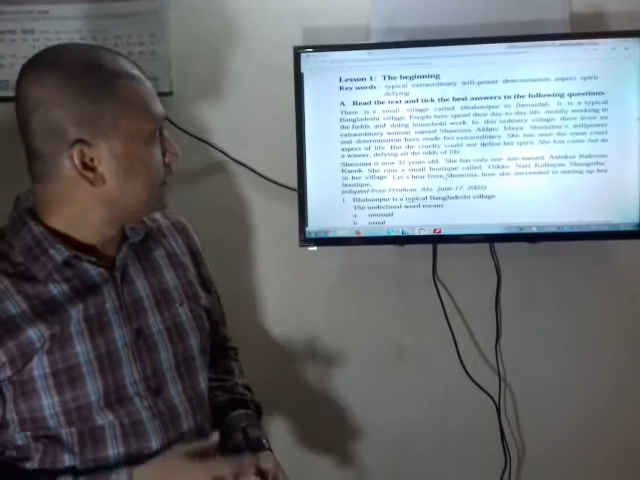 Lesson 1: The beginning
Key words : typical extraordinary will-power determination aspect spirit
defying
A Read the text and tick the best answers to the following questions.
There is a small village called Bhabanipur in Jhenaidah. It is a typical
Bangladeshi village. People here spend their day to day life mostly working in
the fields and doing household work. In this ordinary village there lives an
extraordinary woman named Shamima Akhter Maya. Shamima's willpower
and determination have made her extraordinary. She has seen the most cruel
aspect of life. But the cruelty could not defeat her spirit. She has come out as
a winner, defying all the odds of life.
Shamima is now 32 years old. She has only one son named Ashikur Rahman
She runs a small boutique called 'Oikko Nari Kollayan Shangstha'
in her village. Let's hear from Shamima, how she succeeded in setting up her
boutique.
(adapted from Prothom Alo, June 17, 2005)
1 Bhabanipur is a typical Bangladeshi village.
The underlined word means
a unusual
b usual